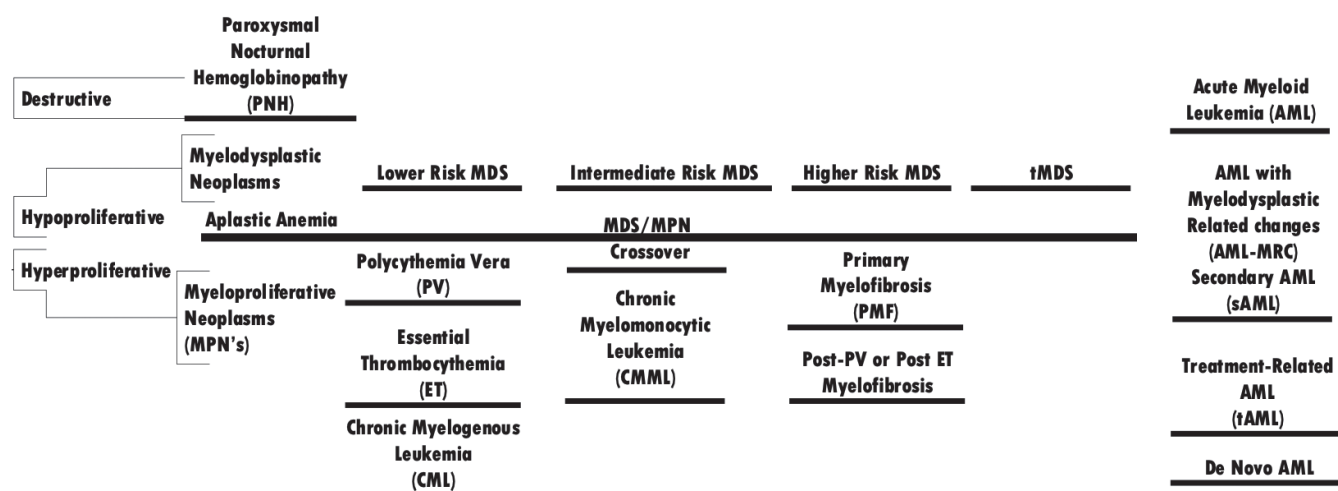 Paroxysmal
Nocturnal
Hemoglobinopathy
(PNH)
Destructive
Acute Myeloid
Leukemia (AML)
Myelodysplastic
Neoplasms
Lower Risk MDS
Intermediate Risk MDS
Higher Risk MDS
tMDS
AML with
Myelodysplastic
Related changes
(AML-MRC)
Secondary AML
(sAML)
Hypoproliferative
Aplastic Anemia
MDS/MPN
Crossover
Hyperproliferative
Myeloproliferative
Neoplasms
(MPN's)
Polycythemia Vera
(PV)
Essential
Thrombocythemia
(ET)
Chronic Myelogenous
Leukemia
(CML)
Chronic
Myelomonocytic
Leukemia
(CMML)
Primary
Myelofibrosis
(PMF)
Post-PV or Post ET
Myelofibrosis
Treatment-Related
AML
(tAML)
De Novo AML